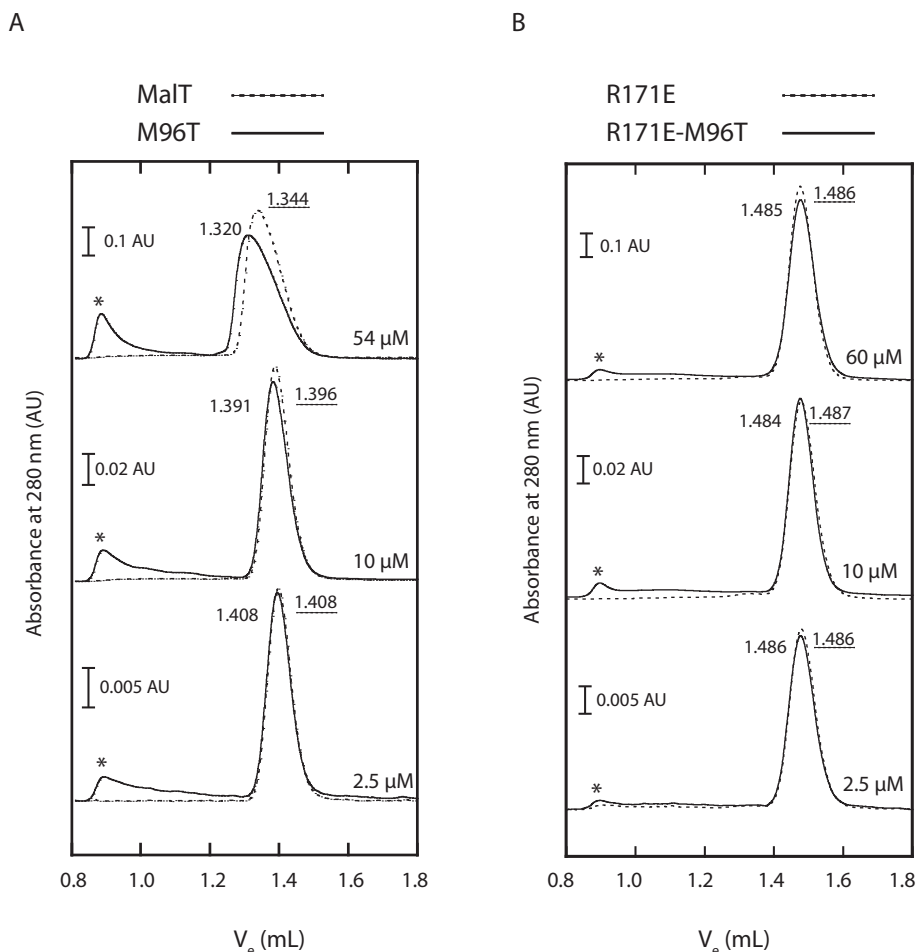 A
MalT
M96T
1.344
1.320
0.1 AU
*
54 μM
1.391
1.396
0.02 AU
*
10 μM
1.408
1.408
0.005 AU
*
2.5 μM
Absorbance at 280 nm (AU)
0.8 1.0 1.2 1.4 1.6 1.8
Ve (mL)
B
R171E
R171E-M96T
1.485
1.486
0.1 AU
*
60 μM
1.484
1.487
0.02 AU
*
10 μM
1.486
1.486
0.005 AU
*
2.5 μM
Absorbance at 280 nm (AU)
0.8 1.0 1.2 1.4 1.6 1.8
Ve (mL)